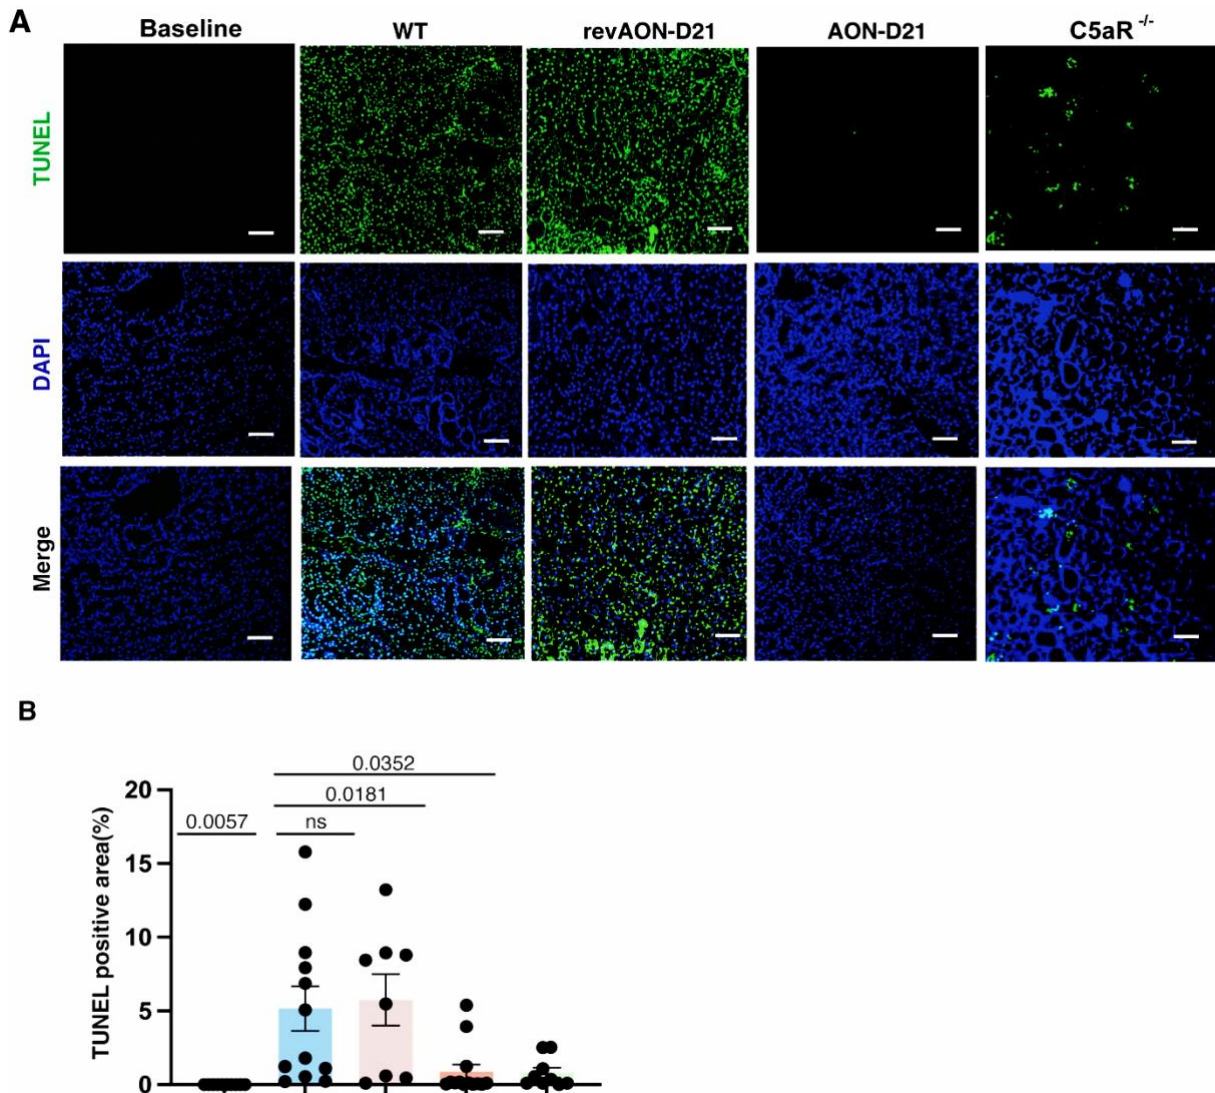 A
Baseline WT revAON-D21 AON-D21 C5aR -/-
TUNEL
DAPI
Merge
B
0.0352
0.0181
0.0057 ns
TUNEL positive area(%)
20
15
10
5
0